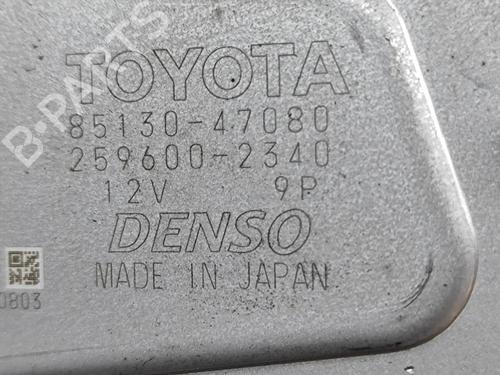 B-PARTS
TOYOTA
85130-47080
259600-2340
12V 9P
DENSO
MADE IN JAPAN
0803